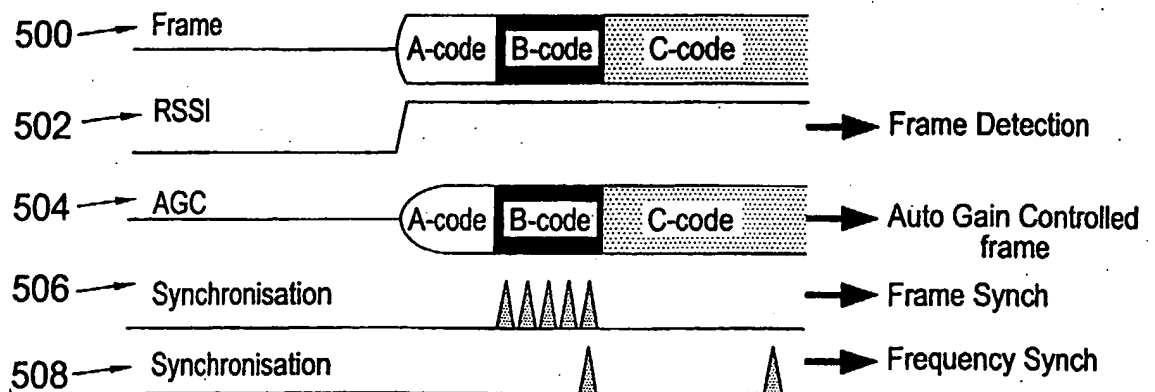 500 Frame A-code B-code C-code
502 RSSI Frame Detection
504 AGC A-code B-code C-code Auto Gain Controlled
frame
506 Synchronisation Frame Synch
508 Synchronisation Frequency Synch